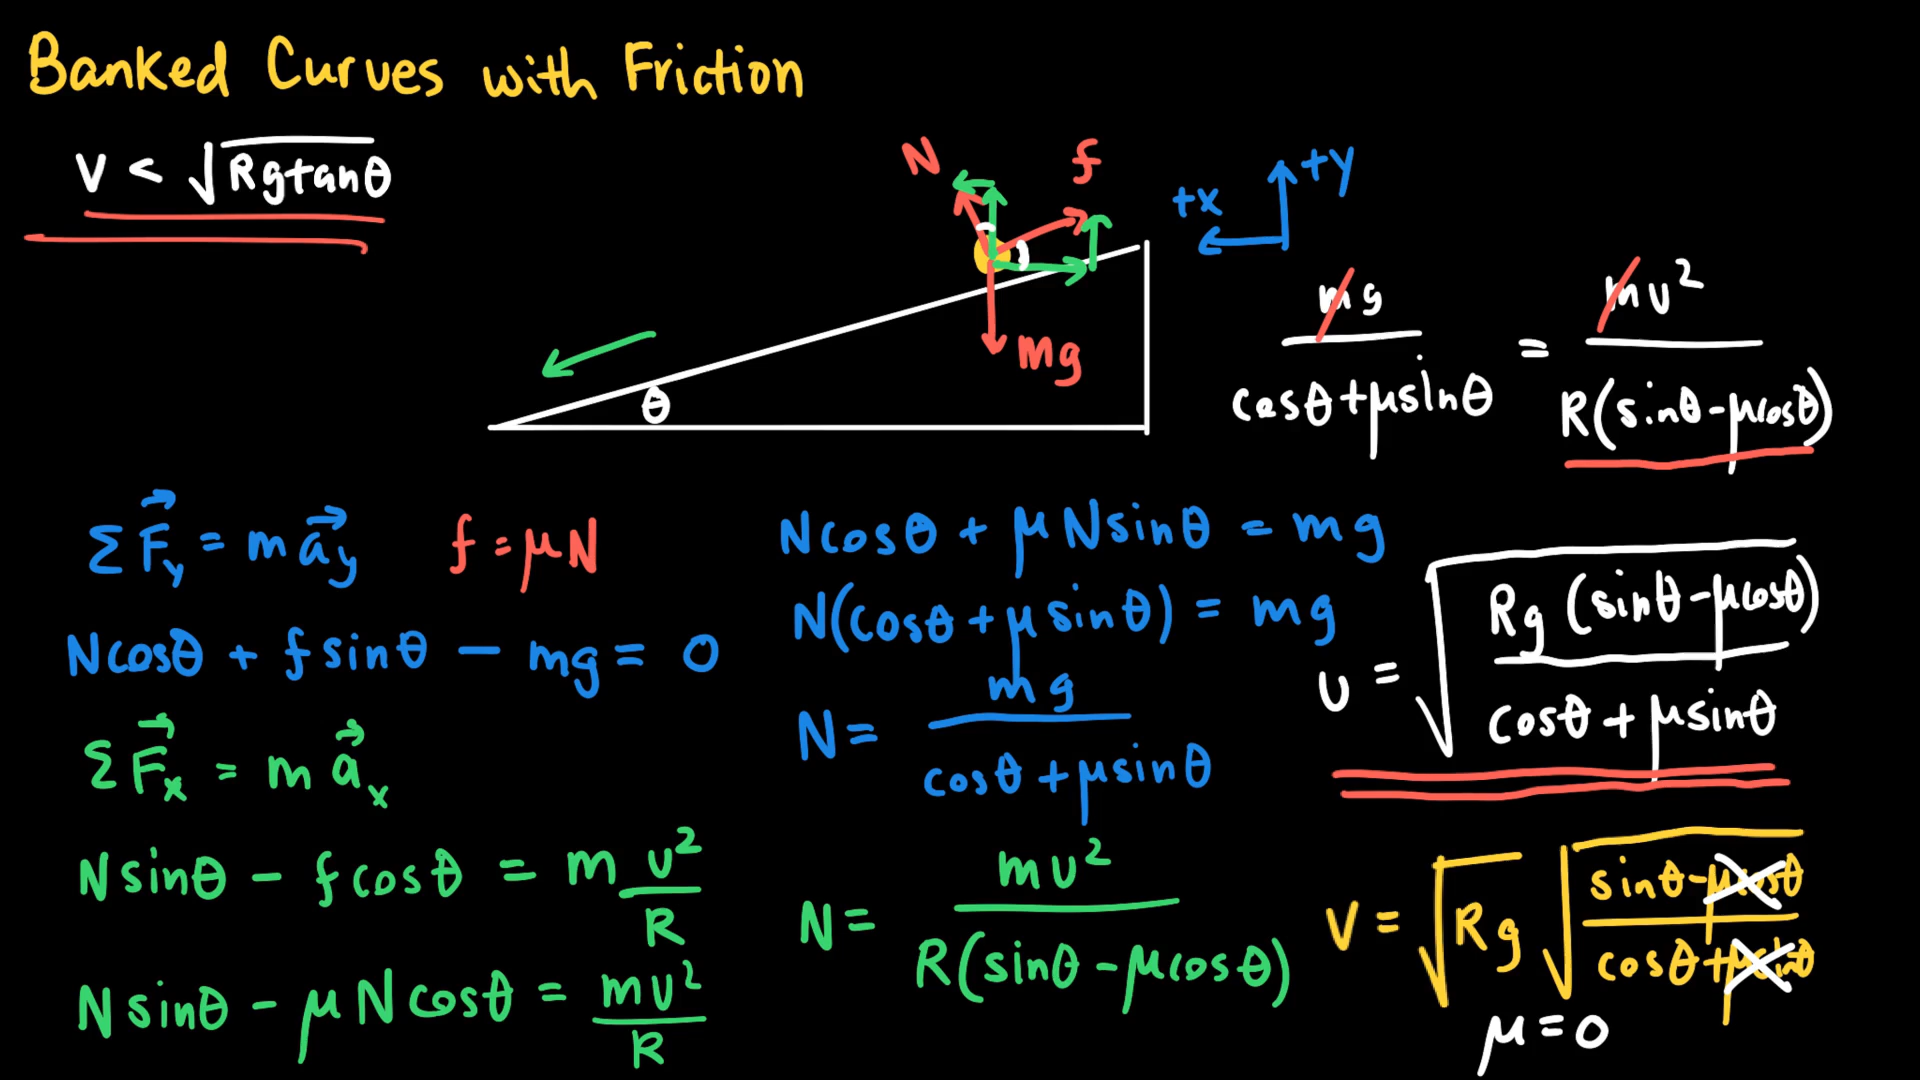 Banked Curves with Friction
v < √Rgtanθ
N
f
+x
+y
mg
θ
mg / cosθ+μsinθ = mv² / R(sinθ-μcosθ)
ΣF⃗y = ma⃗y
f = μN
Ncosθ + fsinθ - mg = 0
ΣF⃗x = ma⃗x
Nsinθ - fcosθ = m v²/R
Nsinθ - μNcosθ = mv²/R
Ncosθ + μNsinθ = mg
N(cosθ + μsinθ) = mg
N = mg / cosθ + μsinθ
N = mv² / R(sinθ - μcosθ)
v = √(Rg(sinθ-μcosθ) / cosθ + μsinθ)
v = √Rg √(sinθ-μcosθ / cosθ+μsinθ)
μ = 0